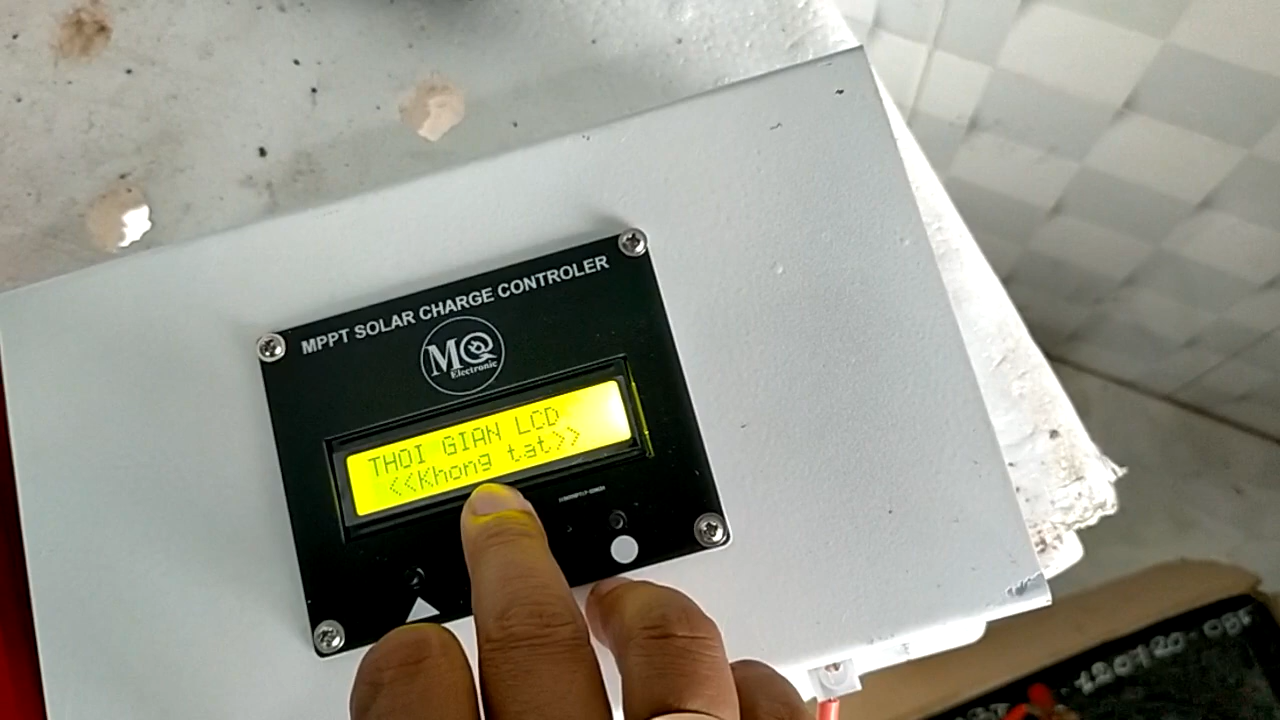 MPPT SOLAR CHARGE CONTROLER
MQ
Electronic
THOI GIAN LCD
<<Khong tat>>